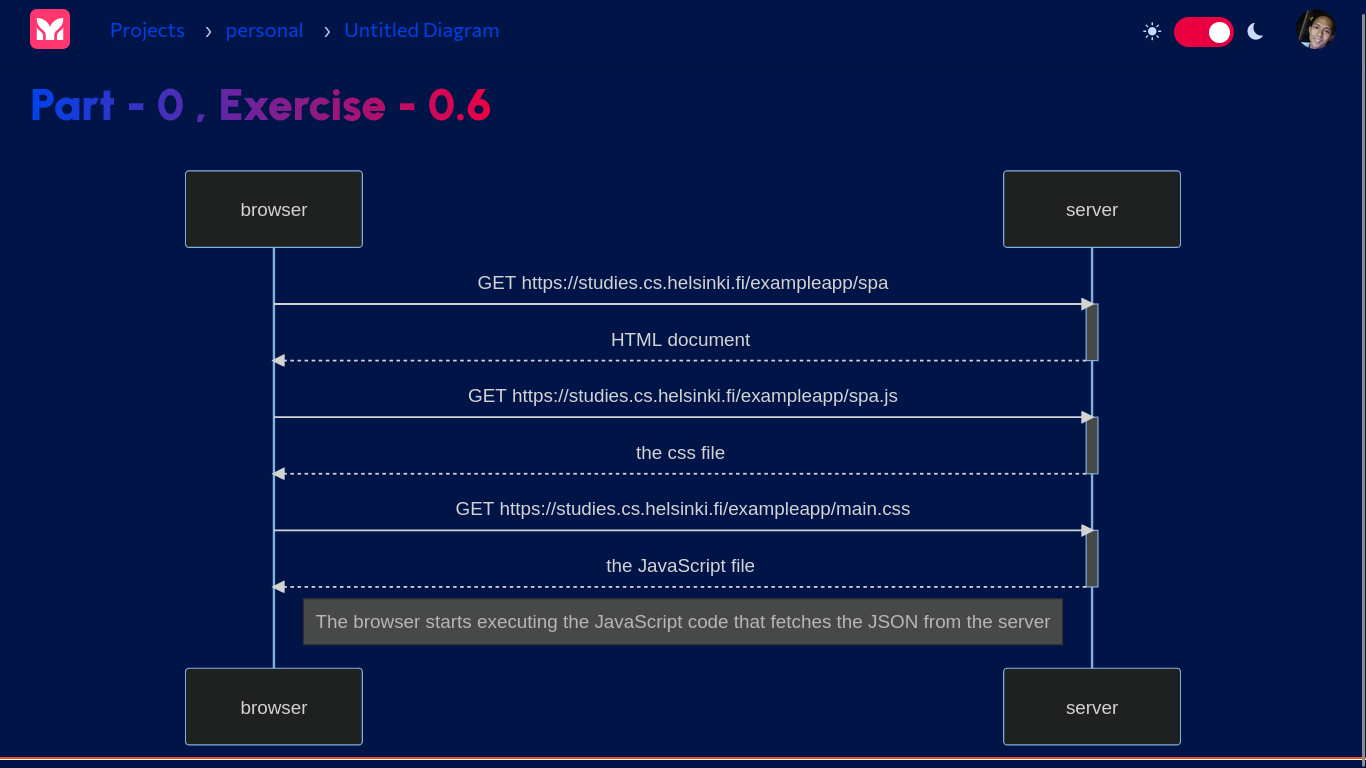 Projects › personal › Untitled Diagram
Part - 0 , Exercise - 0.6
browser server
GET https://studies.cs.helsinki.fi/exampleapp/spa
HTML document
GET https://studies.cs.helsinki.fi/exampleapp/spa.js
the css file
GET https://studies.cs.helsinki.fi/exampleapp/main.css
the JavaScript file
The browser starts executing the JavaScript code that fetches the JSON from the server
browser server